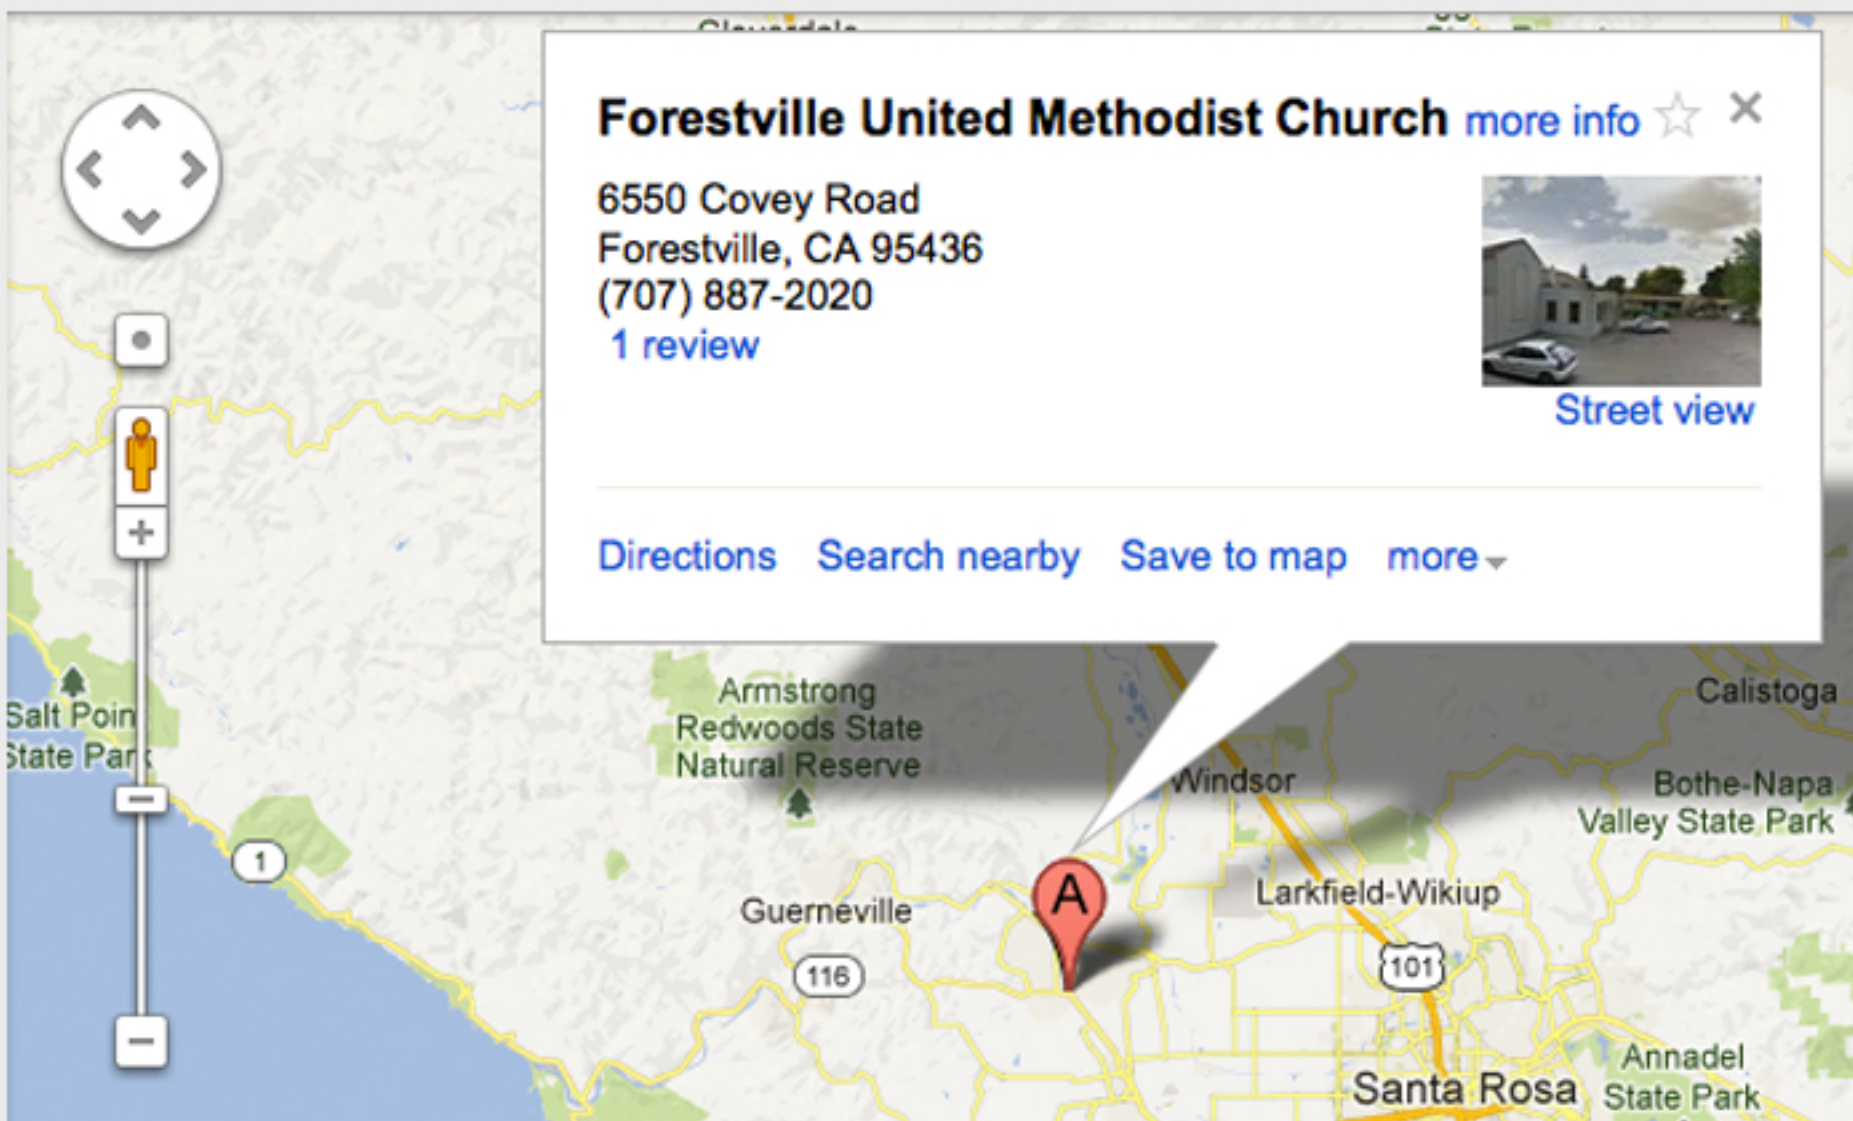 Cloverdale
Forestville United Methodist Church more info
6550 Covey Road
Forestville, CA 95436
(707) 887-2020
1 review
Street view
Directions Search nearby Save to map more
Armstrong
Redwoods State
Natural Reserve
Calistoga
Salt Poin
State Park
Windsor
Bothe-Napa
Valley State Park
1
Guerneville
A
Larkfield-Wikiup
116
101
Annadel
State Park
Santa Rosa